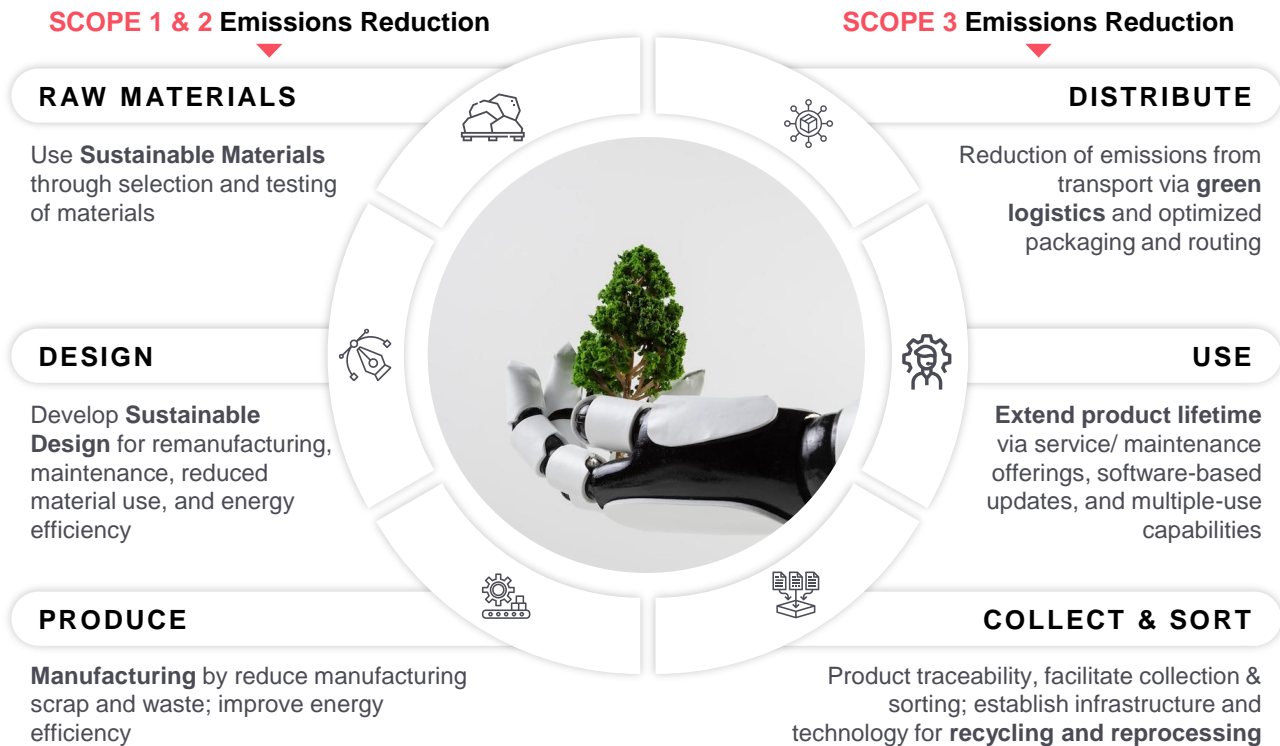 SCOPE 1 & 2 Emissions Reduction
RAW MATERIALS
Use Sustainable Materials
through selection and testing
of materials
DESIGN
Develop Sustainable
Design for remanufacturing,
maintenance, reduced
material use, and energy
efficiency
PRODUCE
Manufacturing by reduce manufacturing
scrap and waste; improve energy
efficiency
SCOPE 3 Emissions Reduction
DISTRIBUTE
Reduction of emissions from
transport via green
logistics and optimized
packaging and routing
USE
Extend product lifetime
via service/ maintenance
offerings, software-based
updates, and multiple-use
capabilities
COLLECT & SORT
Product traceability, facilitate collection &
sorting; establish infrastructure and
technology for recycling and reprocessing